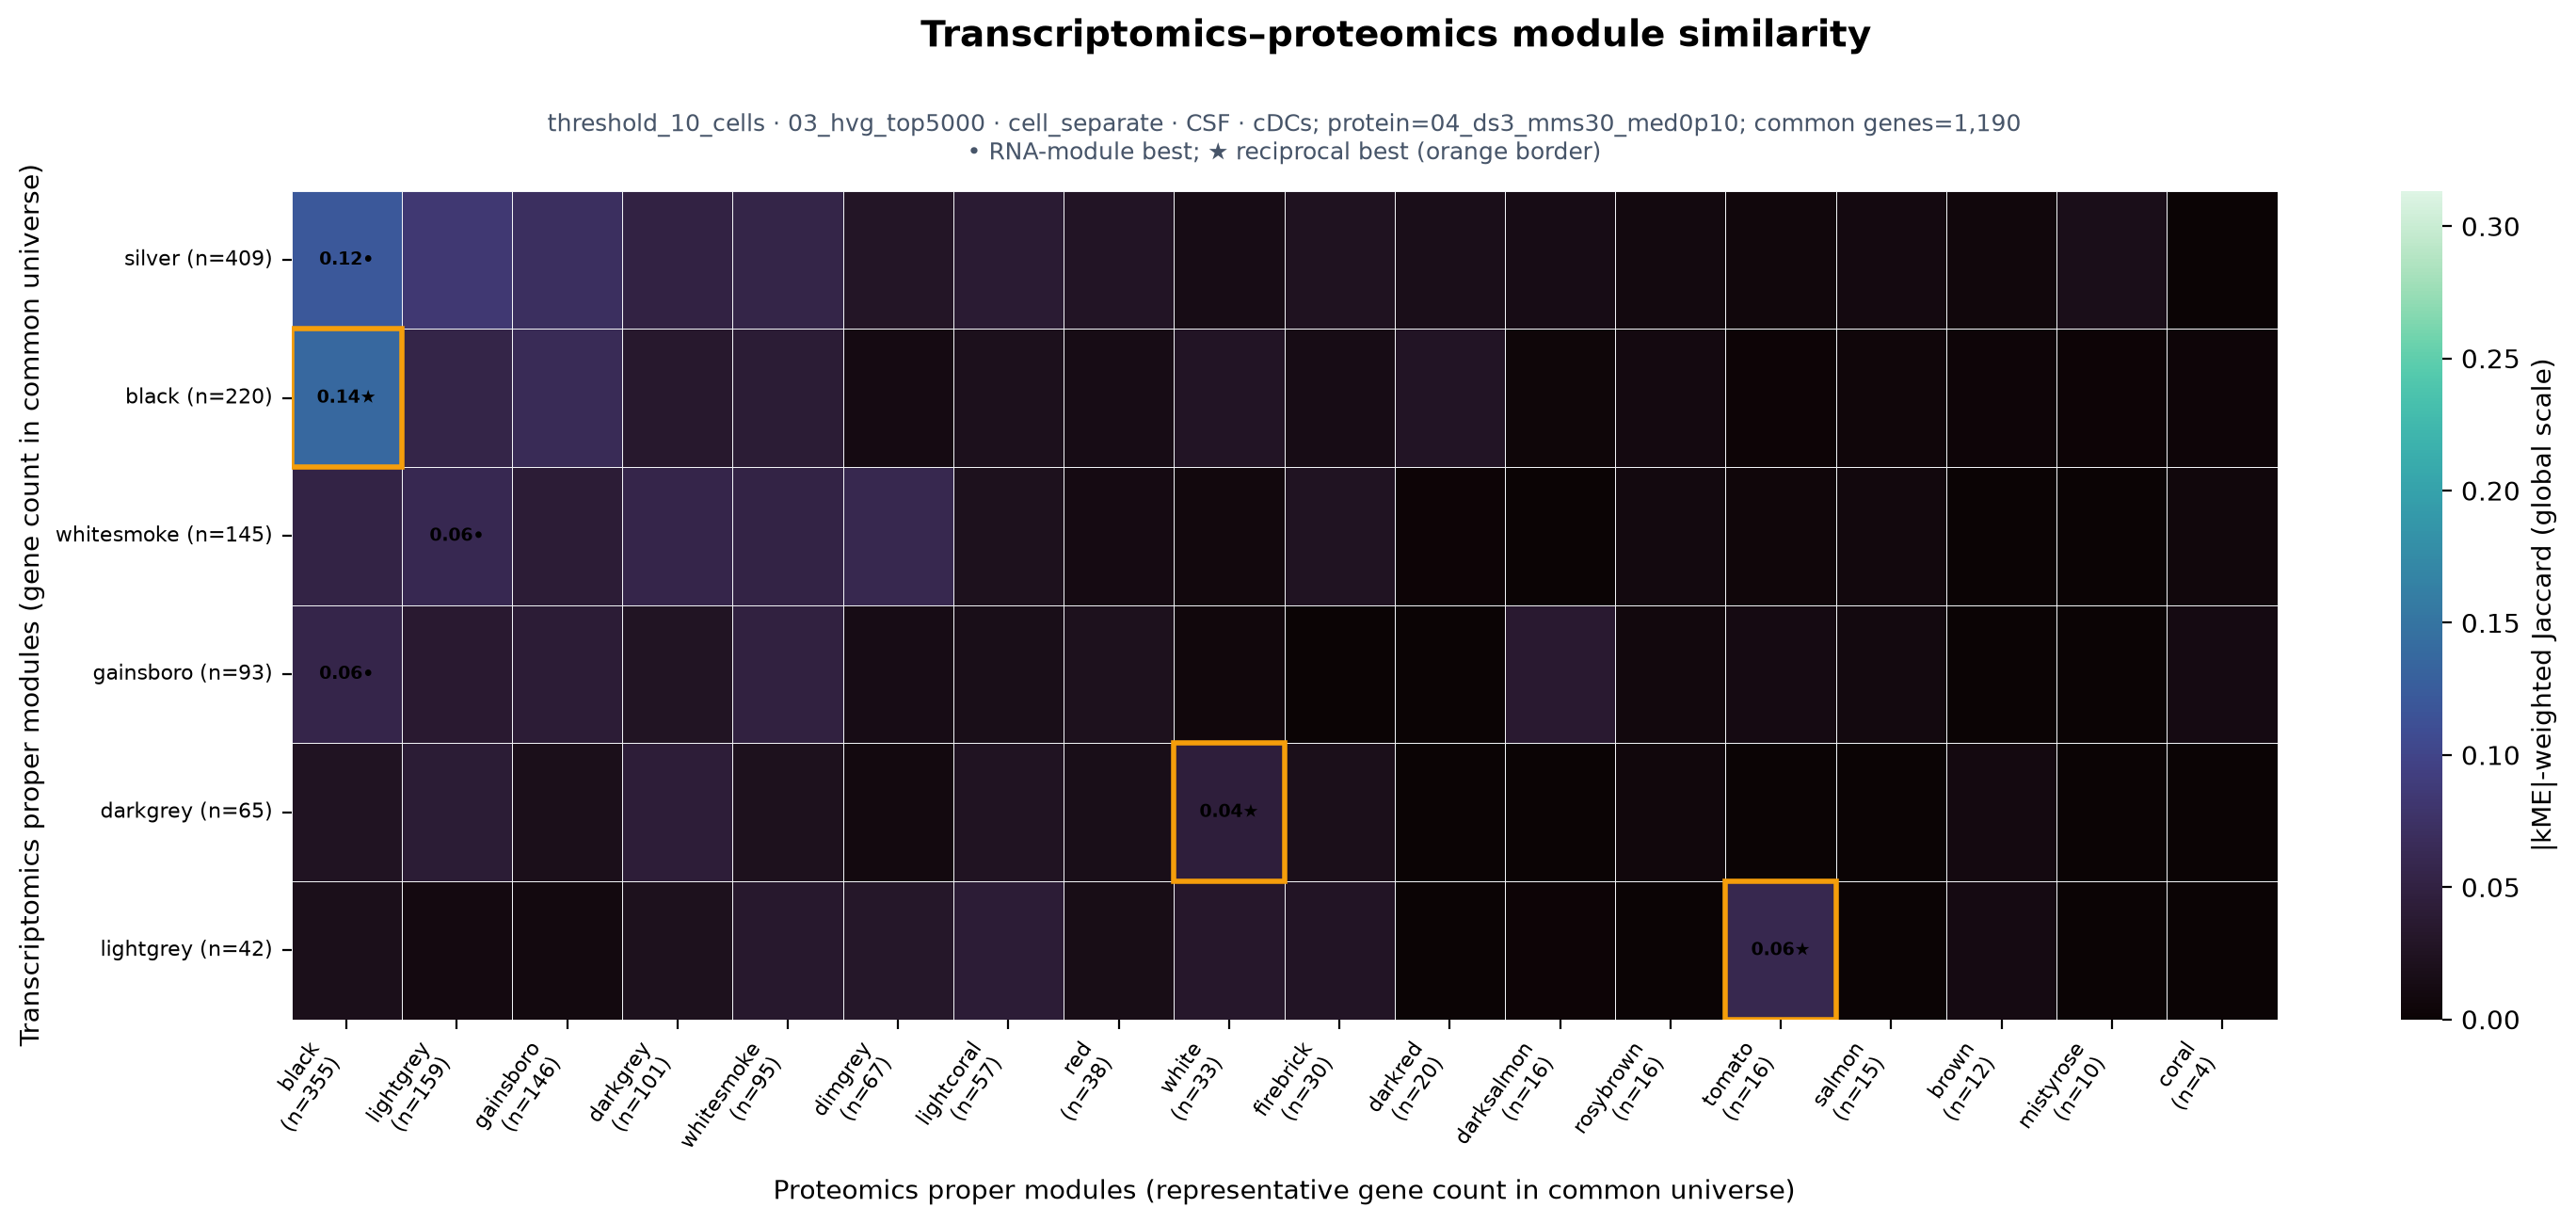 Transcriptomics–proteomics module similarity
threshold_10_cells · 03_hvg_top5000 · cell_separate · CSF · cDCs; protein=04_ds3_mms30_med0p10; common genes=1,190
• RNA-module best; ★ reciprocal best (orange border)
Transcriptomics proper modules (gene count in common universe)
silver (n=409)
black (n=220)
whitesmoke (n=145)
gainsboro (n=93)
darkgrey (n=65)
lightgrey (n=42)
0.12•
0.14★
0.06•
0.06•
0.04★
0.06★
black
(n=355)
lightgrey
(n=159)
gainsboro
(n=146)
darkgrey
(n=101)
whitesmoke
(n=95)
dimgrey
(n=67)
lightcoral
(n=57)
red
(n=38)
white
(n=33)
firebrick
(n=30)
darkred
(n=20)
darksalmon
(n=16)
rosybrown
(n=16)
tomato
(n=16)
salmon
(n=15)
brown
(n=12)
mistyrose
(n=10)
coral
(n=4)
Proteomics proper modules (representative gene count in common universe)
0.30
0.25
0.20
0.15
0.10
0.05
0.00
|kME|-weighted Jaccard (global scale)